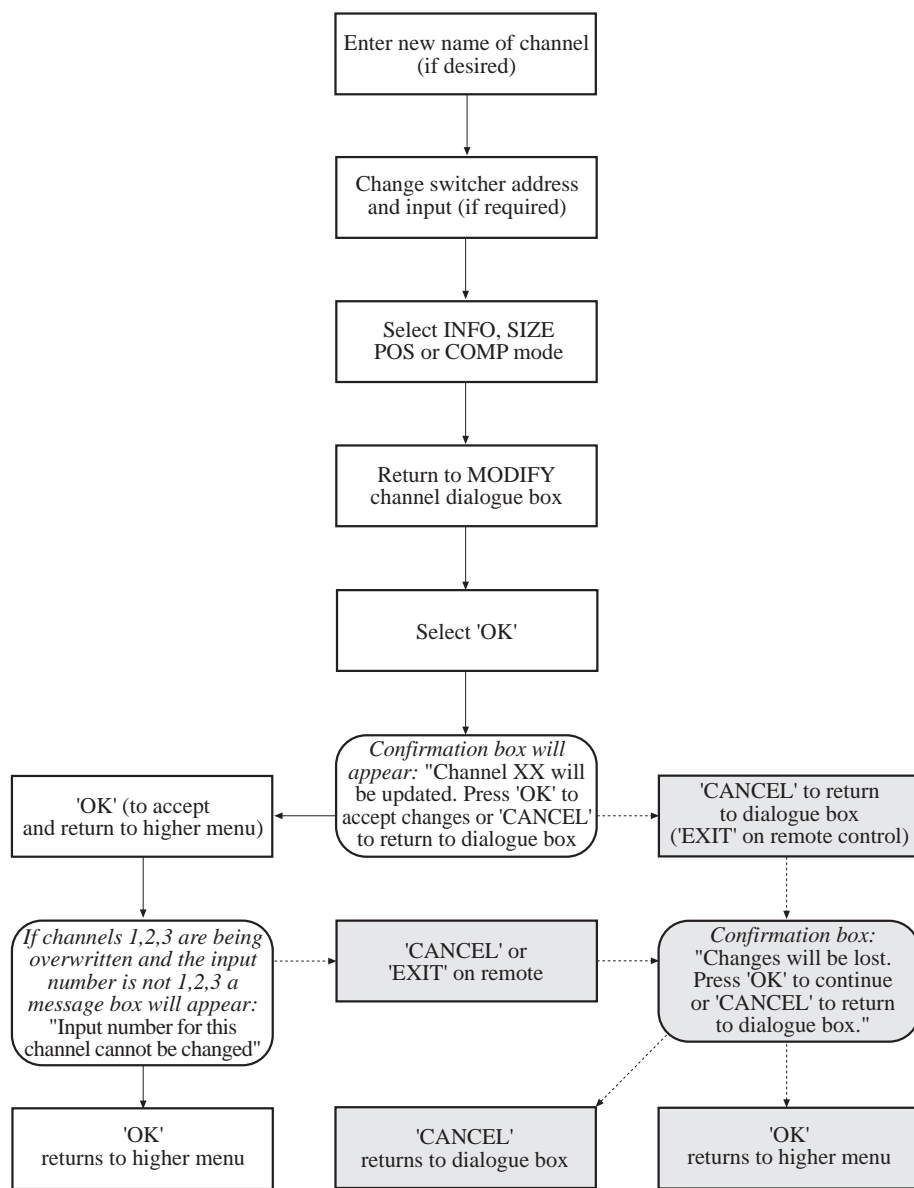 Enter new name of channel
(if desired)
Change switcher address
and input (if required)
Select INFO, SIZE
POS or COMP mode
Return to MODIFY
channel dialogue box
Select 'OK'
Confirmation box will
appear: "Channel XX will
be updated. Press 'OK' to
accept changes or 'CANCEL'
to return to dialogue box
'OK' (to accept
and return to higher menu)
'CANCEL' to return
to dialogue box
('EXIT' on remote control)
If channels 1,2,3 are being
overwritten and the input
number is not 1,2,3 a
message box will appear:
"Input number for this
channel cannot be changed"
'CANCEL' or
'EXIT' on remote
Confirmation box:
"Changes will be lost.
Press 'OK' to continue
or 'CANCEL' to return
to dialogue box."
'OK'
returns to higher menu
'CANCEL'
returns to dialogue box
'OK'
returns to higher menu